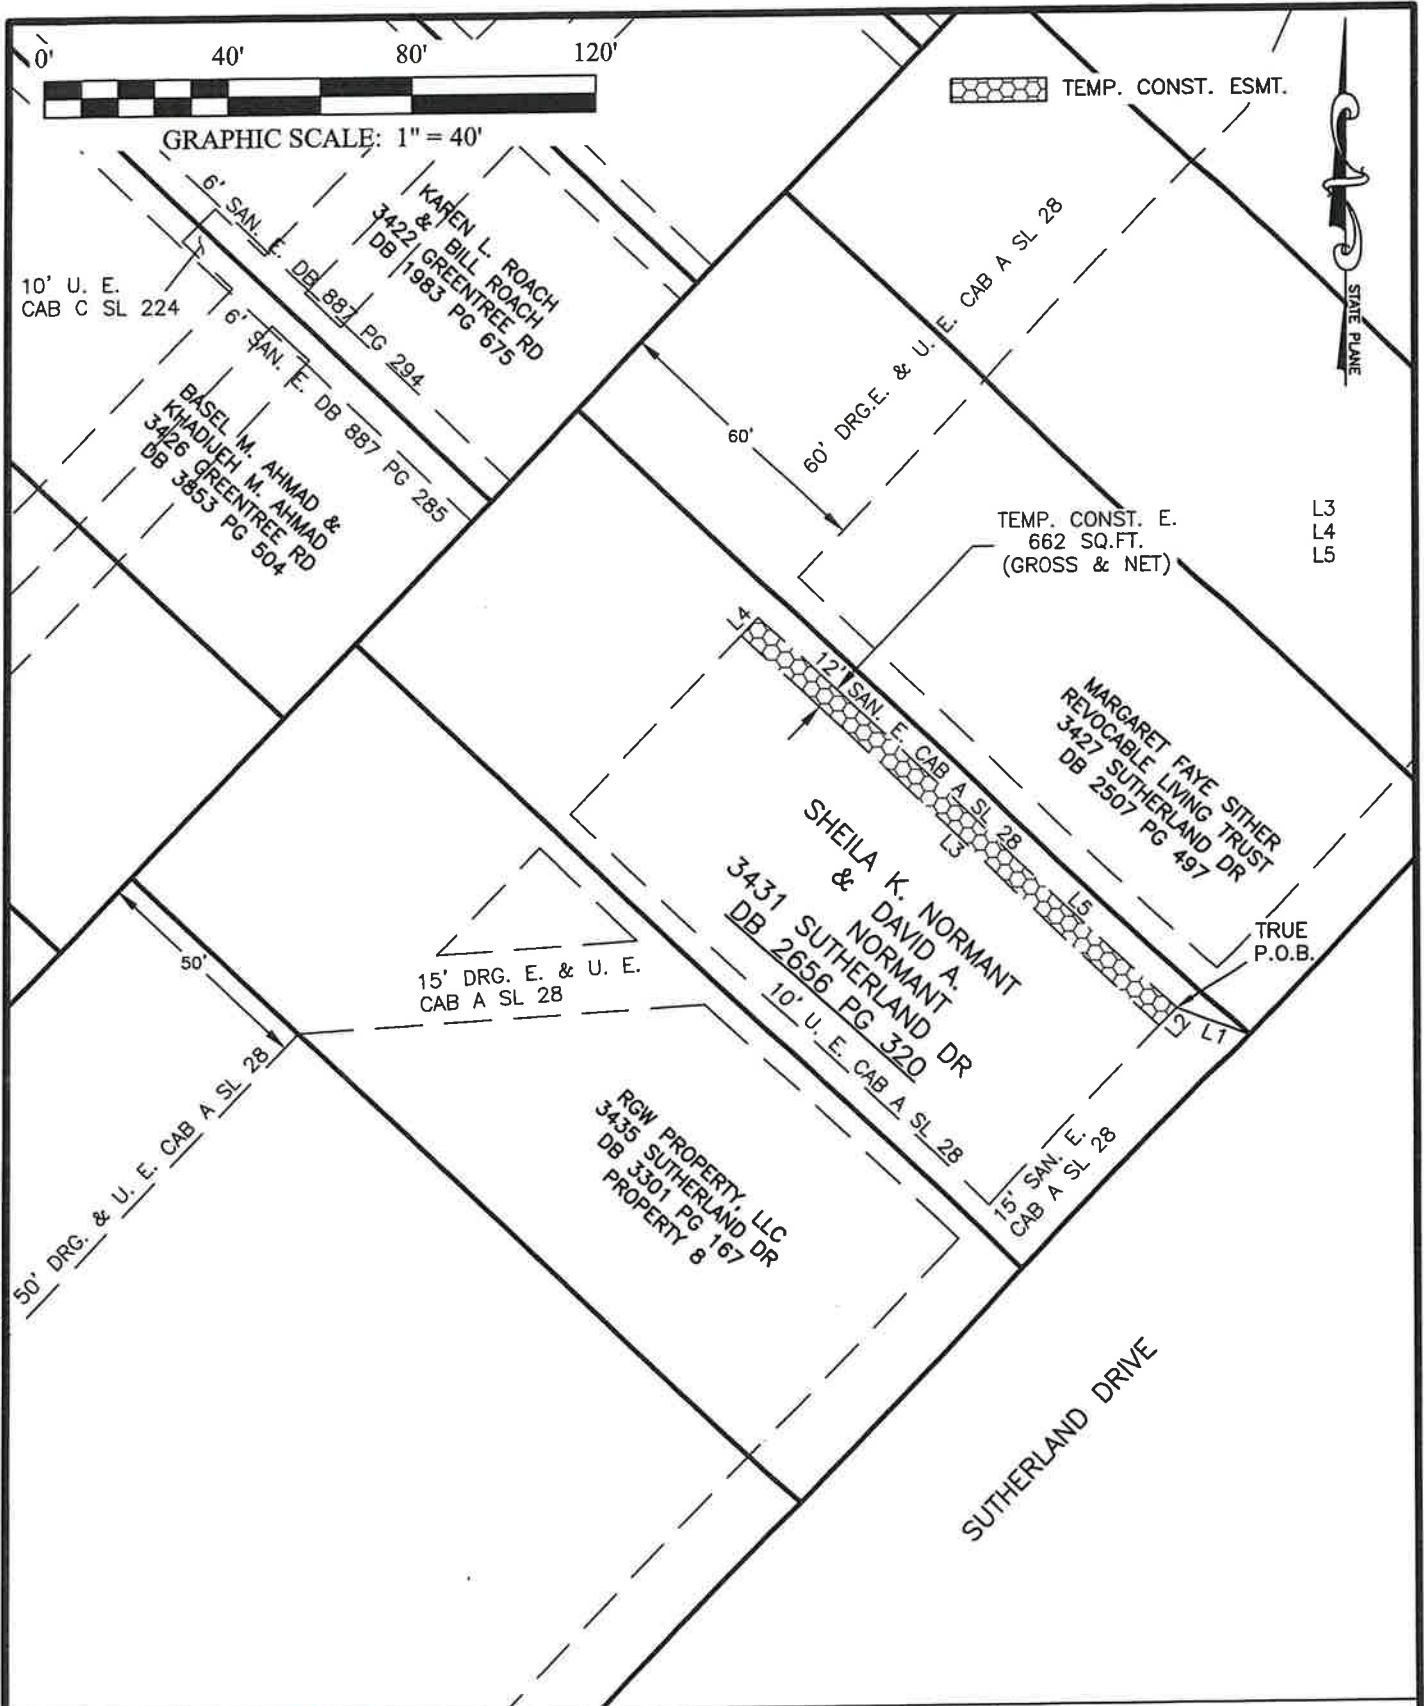 0' 40' 80' 120'
GRAPHIC SCALE: 1" = 40'
TEMP. CONST. ESMT.
STATE PLANE
6' SAN. E. DB 887 PG 294
KAREN L. ROACH
& BILL ROACH
3422 GREENTREE RD
DB 1983 PG 675
10' U. E.
CAB C SL 224
6' SAN. E. DB 887 PG 285
BASEL M. AHMAD &
KHADIJEH M. AHMAD
3426 GREENTREE RD
DB 3853 PG 504
60' DRG.E. & U. E. CAB A SL 28
60'
TEMP. CONST. E.
662 SQ.FT.
(GROSS & NET)
L3
L4
L5
L4
12' SAN. E. CAB A SL 28
L3
L5
MARGARET FAYE SITHER
REVOCABLE LIVING TRUST
3427 SUTHERLAND DR
DB 2507 PG 497
SHEILA K. NORMANT
& DAVID A.
NORMANT
3431 SUTHERLAND DR
DB 2656 PG 320
TRUE
P.O.B.
L2
L1
10' U. E. CAB A SL 28
15' SAN. E.
CAB A SL 28
50'
15' DRG. E. & U. E.
CAB A SL 28
50' DRG. & U. E. CAB A SL 28
RGW PROPERTY, LLC
3435 SUTHERLAND DR
DB 3301 PG 167
PROPERTY 8
SUTHERLAND DRIVE